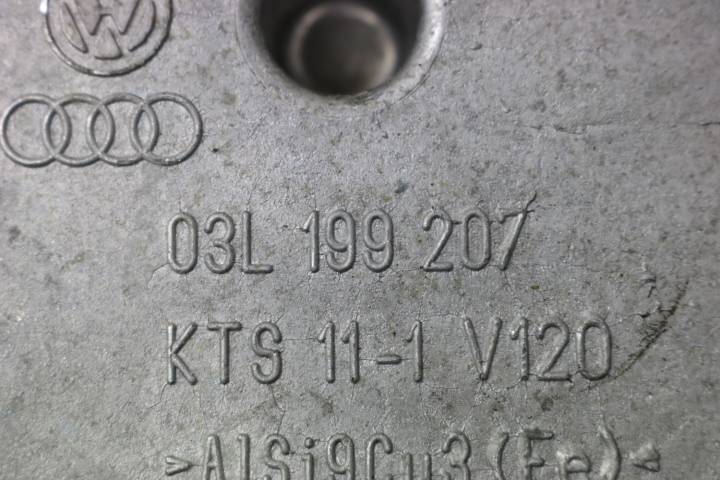 03L 199 207
KTS 11-1 V120
>AlSi9Cu3(Fe)<